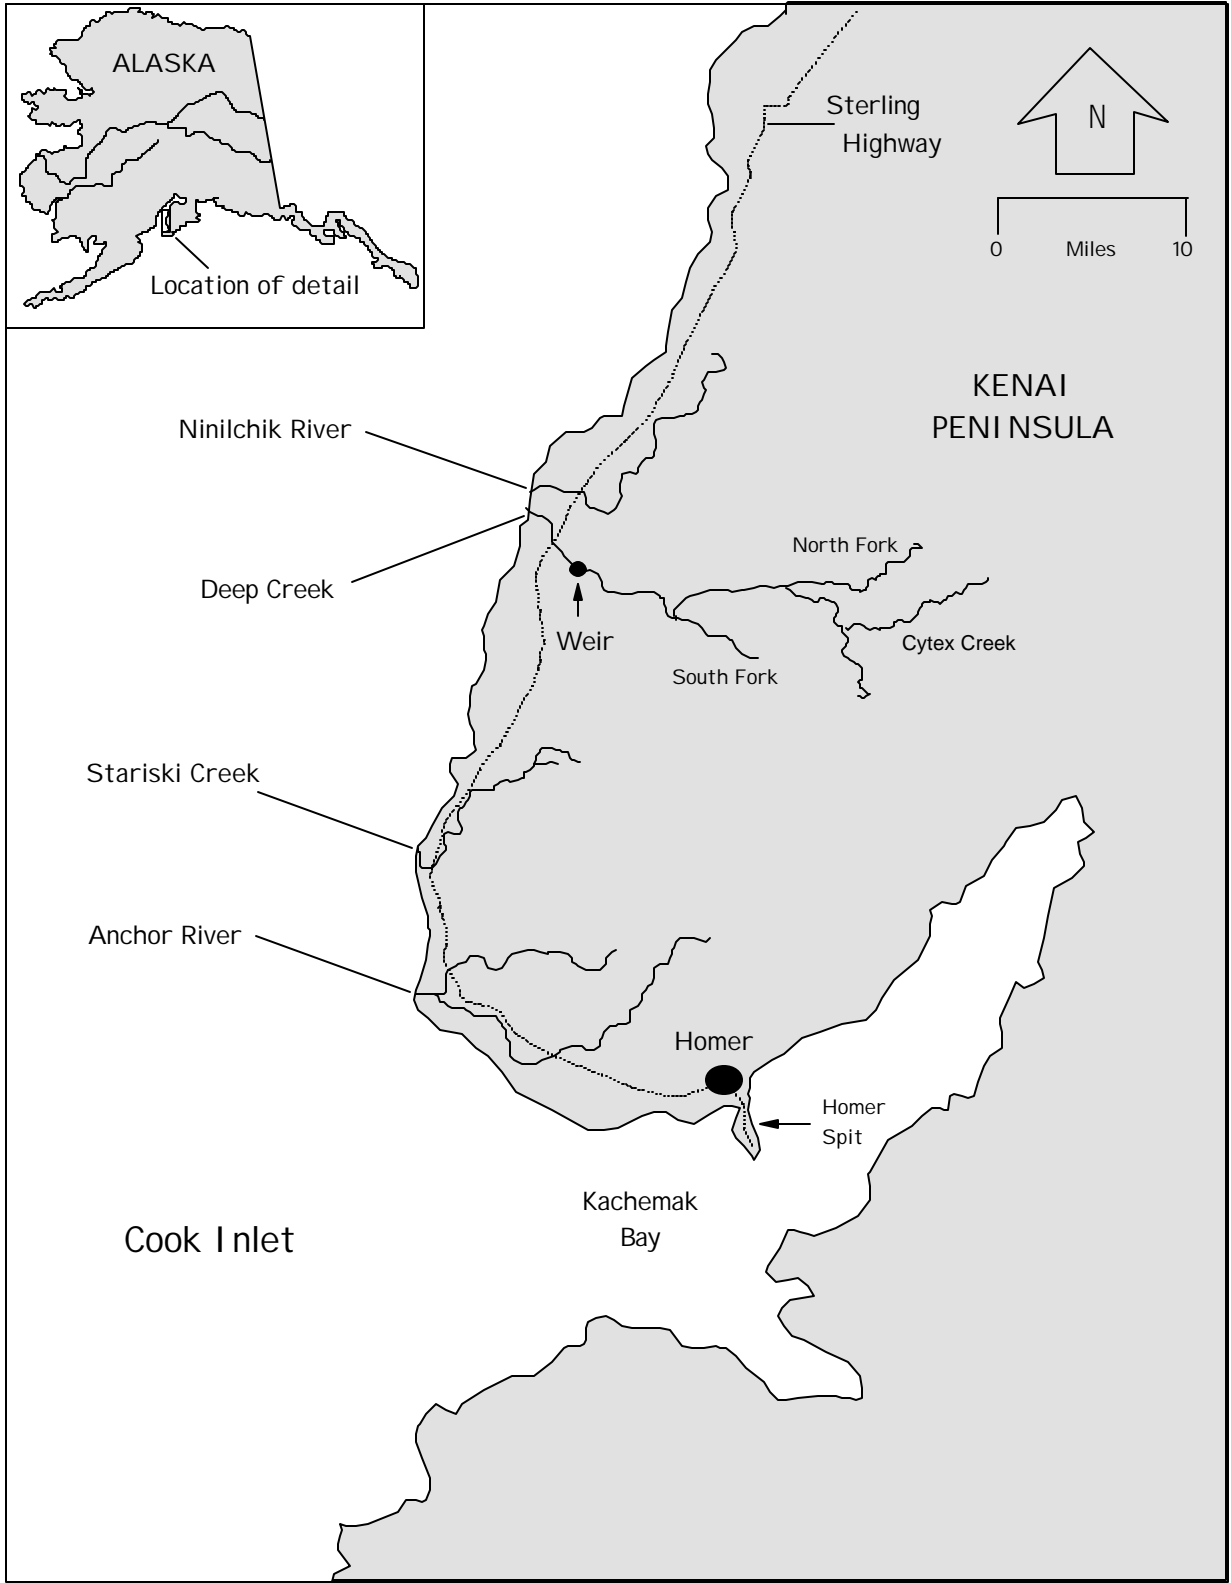 ALASKA
Location of detail
Sterling
Highway
N
0 Miles 10
KENAI
PENINSULA
Ninilchik River
Deep Creek
North Fork
Weir
Cytex Creek
South Fork
Stariski Creek
Anchor River
Homer
Homer
Spit
Kachemak
Bay
Cook Inlet